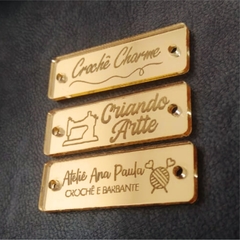 Crochê Charme
Criando
Artte
Ateliê Ana Paula
CROCHÊ E BARBANTE